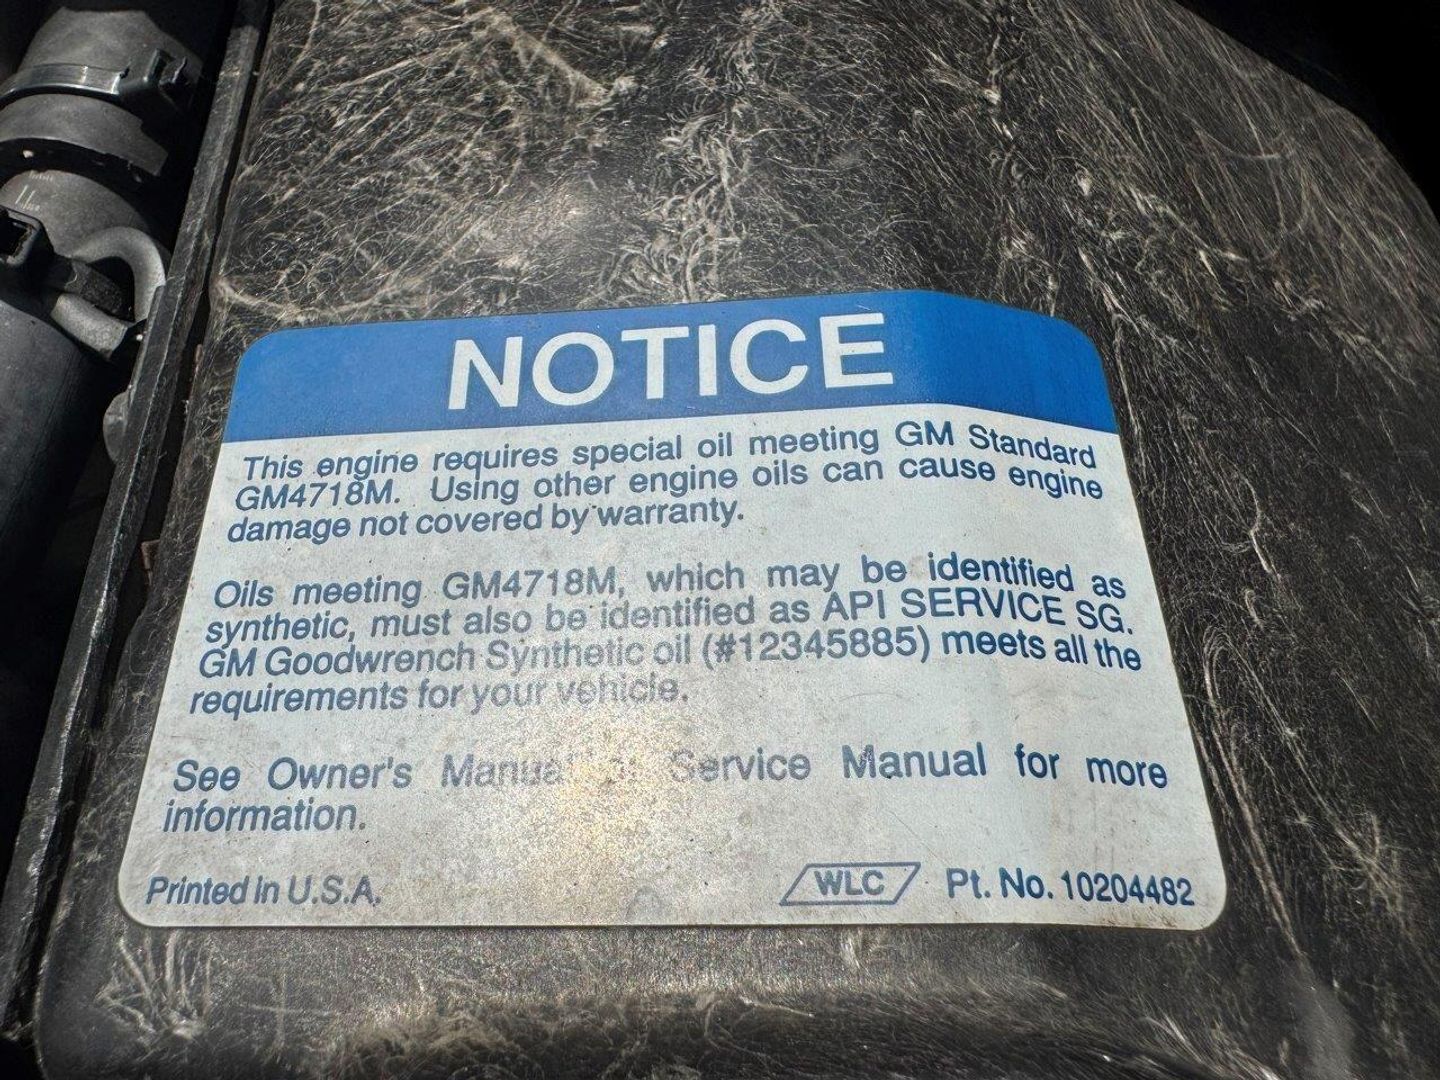 NOTICE
This engine requires special oil meeting GM Standard
GM4718M. Using other engine oils can cause engine
damage not covered by warranty.
Oils meeting GM4718M, which may be identified as
synthetic, must also be identified as API SERVICE SG.
GM Goodwrench Synthetic oil (#12345885) meets all the
requirements for your vehicle.
See Owner's Manual Service Manual for more
information.
Printed in U.S.A.
WLC Pt. No. 10204482